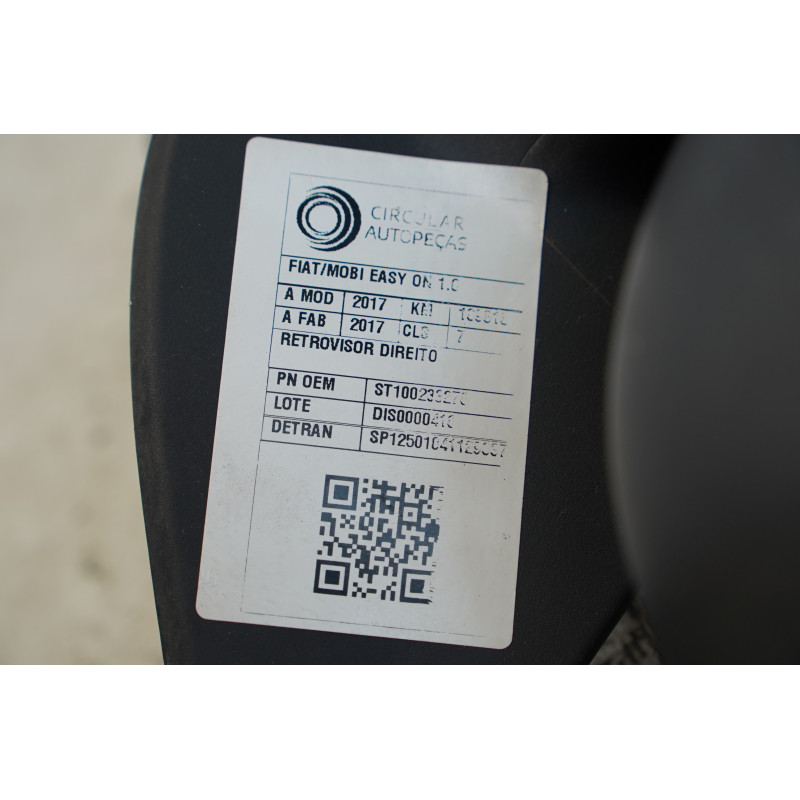 CIRCULAR
AUTOPEÇAS
FIAT/MOBI EASY ON 1.0
A MOD 2017 KM
A FAB 2017 CLS 7
RETROVISOR DIREITO
PN OEM
LOTE
DETRAN